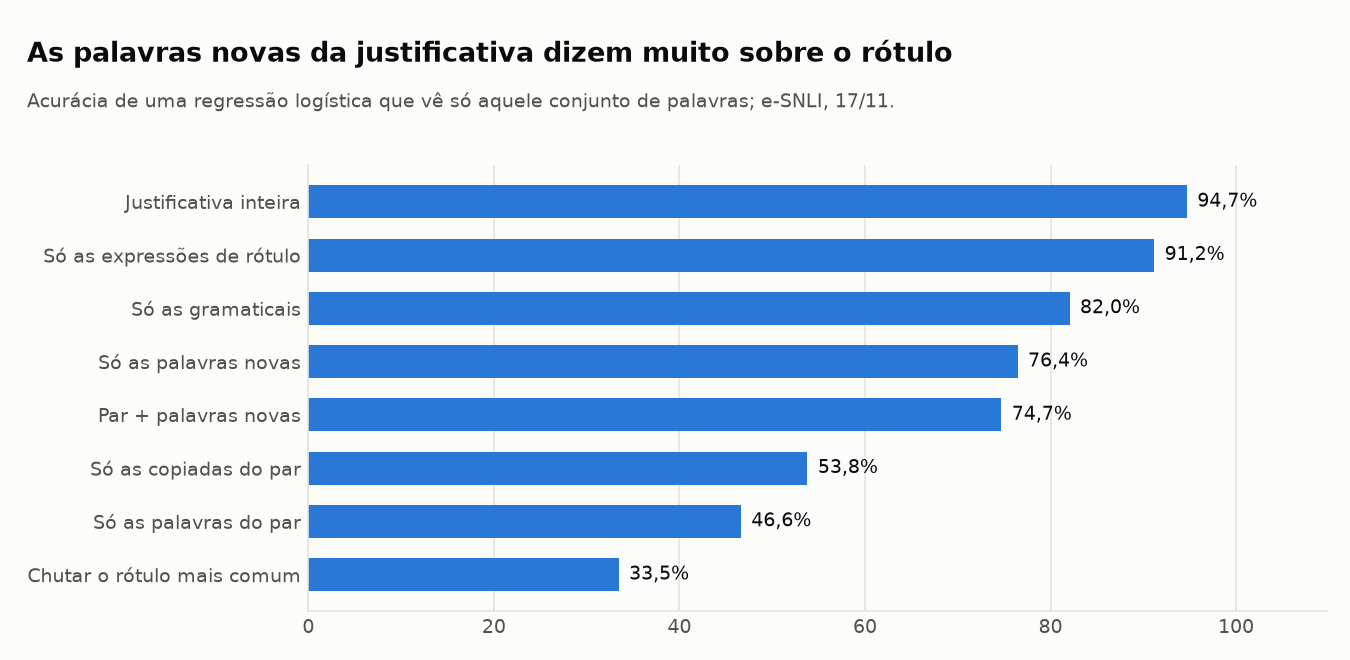 As palavras novas da justificativa dizem muito sobre o rótulo
Acurácia de uma regressão logística que vê só aquele conjunto de palavras; e-SNLI, 17/11.
Justificativa inteira 94,7%
Só as expressões de rótulo 91,2%
Só as gramaticais 82,0%
Só as palavras novas 76,4%
Par + palavras novas 74,7%
Só as copiadas do par 53,8%
Só as palavras do par 46,6%
Chutar o rótulo mais comum 33,5%
0 20 40 60 80 100